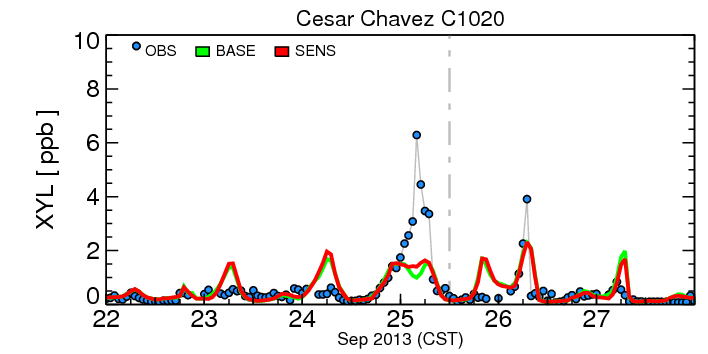 Cesar Chavez C1020
XYL [ ppb ]
10
8
6
4
2
0
OBS BASE SENS
22 23 24 25 26 27
Sep 2013 (CST)